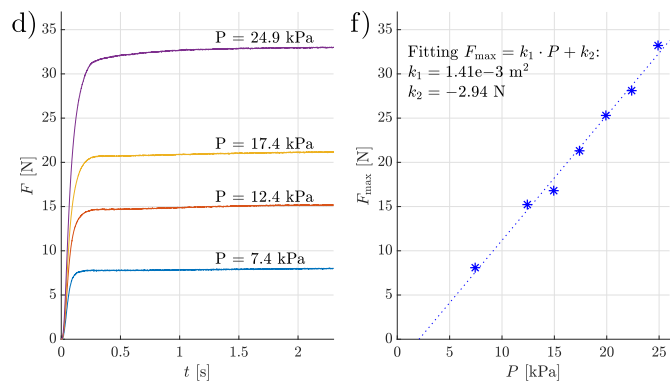 d)
P = 24.9 kPa
P = 17.4 kPa
P = 12.4 kPa
P = 7.4 kPa
F [N]
35
30
25
20
15
10
5
0
0 0.5 1 1.5 2
t [s]
f)
Fitting F_max = k_1 · P + k_2:
k_1 = 1.41e−3 m²
k_2 = −2.94 N
F_max [N]
35
30
25
20
15
10
5
0
0 5 10 15 20 25
P [kPa]